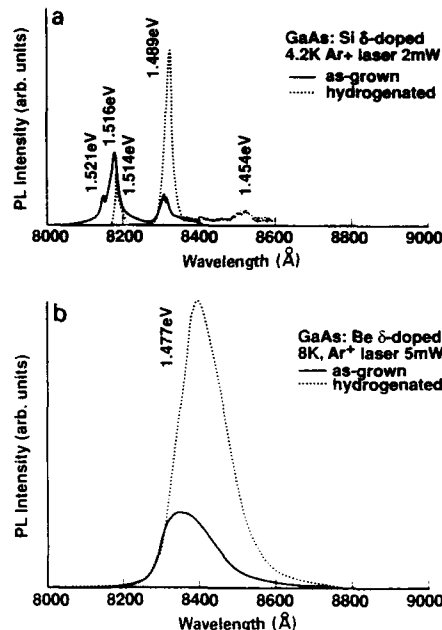 a
GaAs: Si δ-doped
4.2K Ar+ laser 2mW
as-grown
hydrogenated
PL Intensity (arb. units)
1.521eV
1.516eV
1.514eV
1.489eV
1.454eV
8000 8200 8400 8600 8800 9000
Wavelength (Å)
b
GaAs: Be δ-doped
8K, Ar⁺ laser 5mW
as-grown
hydrogenated
PL Intensity (arb. units)
1.477eV
8000 8200 8400 8600 8800 9000
Wavelength (Å)